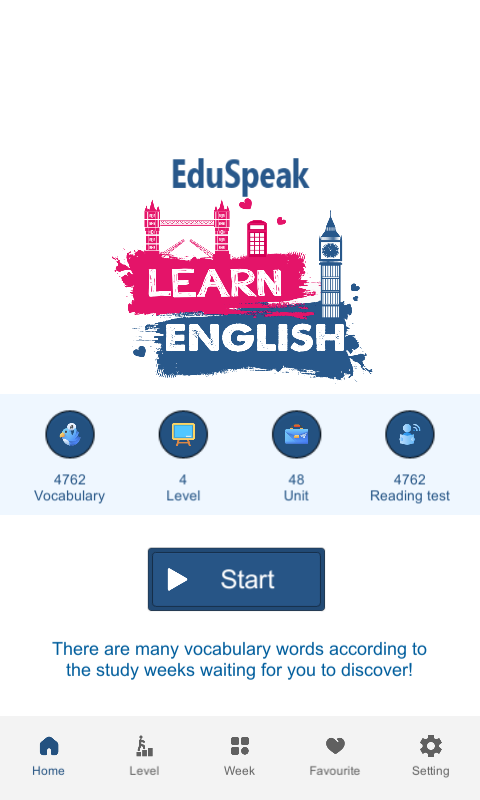 EduSpeak
LEARN
ENGLISH
4762
Vocabulary
4
Level
48
Unit
4762
Reading test
Start
There are many vocabulary words according to
the study weeks waiting for you to discover!
Home
Level
Week
Favourite
Setting